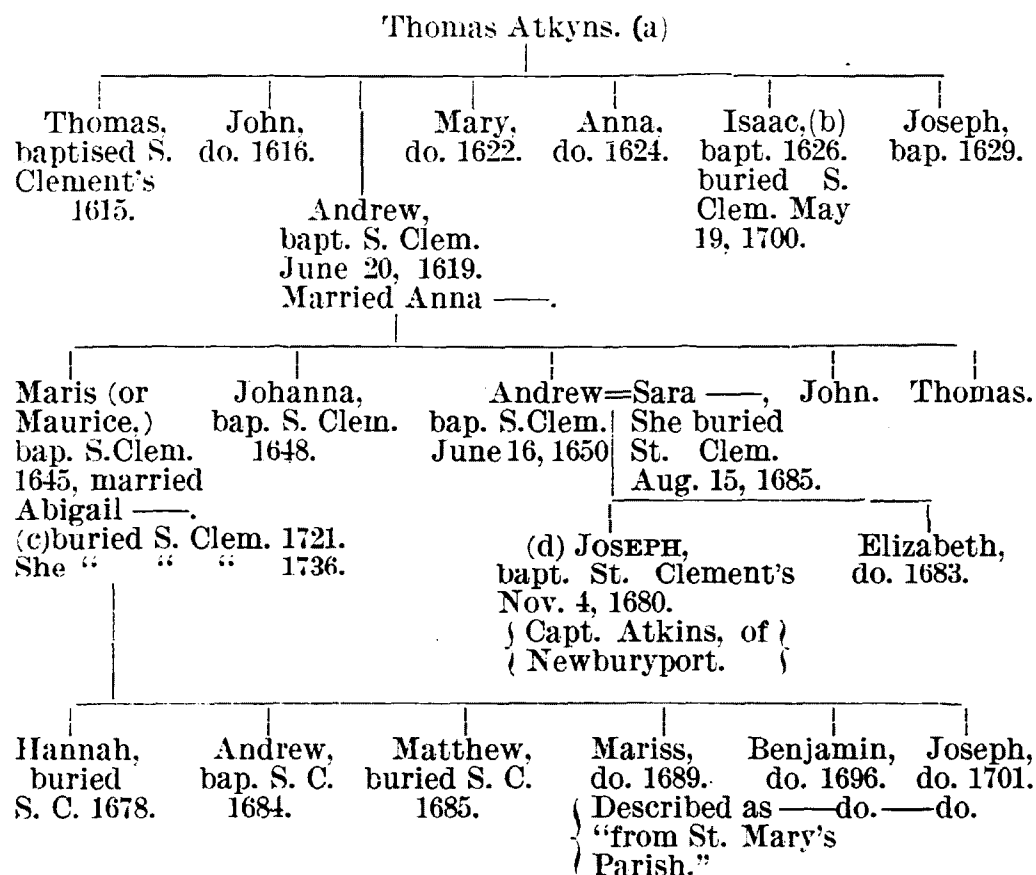 Thomas Atkyns. (a)
Thomas,
baptised S.
Clement's
1615.
John,
do. 1616.
Andrew,
bapt. S. Clem.
June 20, 1619.
Married Anna ——.
Mary,
do. 1622.
Anna,
do. 1624.
Isaac,(b)
bapt. 1626.
buried S.
Clem. May
19, 1700.
Joseph,
bap. 1629.
Maris (or
Maurice,)
bap. S.Clem.
1645, married
Abigail ——.
(c)buried S. Clem. 1721.
She “ “ “ 1736.
Johanna,
bap. S. Clem.
1648.
Andrew=Sara ——,
bap. S.Clem.
June 16, 1650
She buried
St. Clem.
Aug. 15, 1685.
John.
Thomas.
(d) JOSEPH,
bapt. St. Clement's
Nov. 4, 1680.
{ Capt. Atkins, of }
{ Newburyport. }
Elizabeth,
do. 1683.
Hannah,
buried
S. C. 1678.
Andrew,
bap. S. C.
1684.
Matthew,
buried S. C.
1685.
Mariss,
do. 1689.
Benjamin,
do. 1696.
Joseph,
do. 1701.
{ Described as ——do.——do.
“from St. Mary's
Parish.”